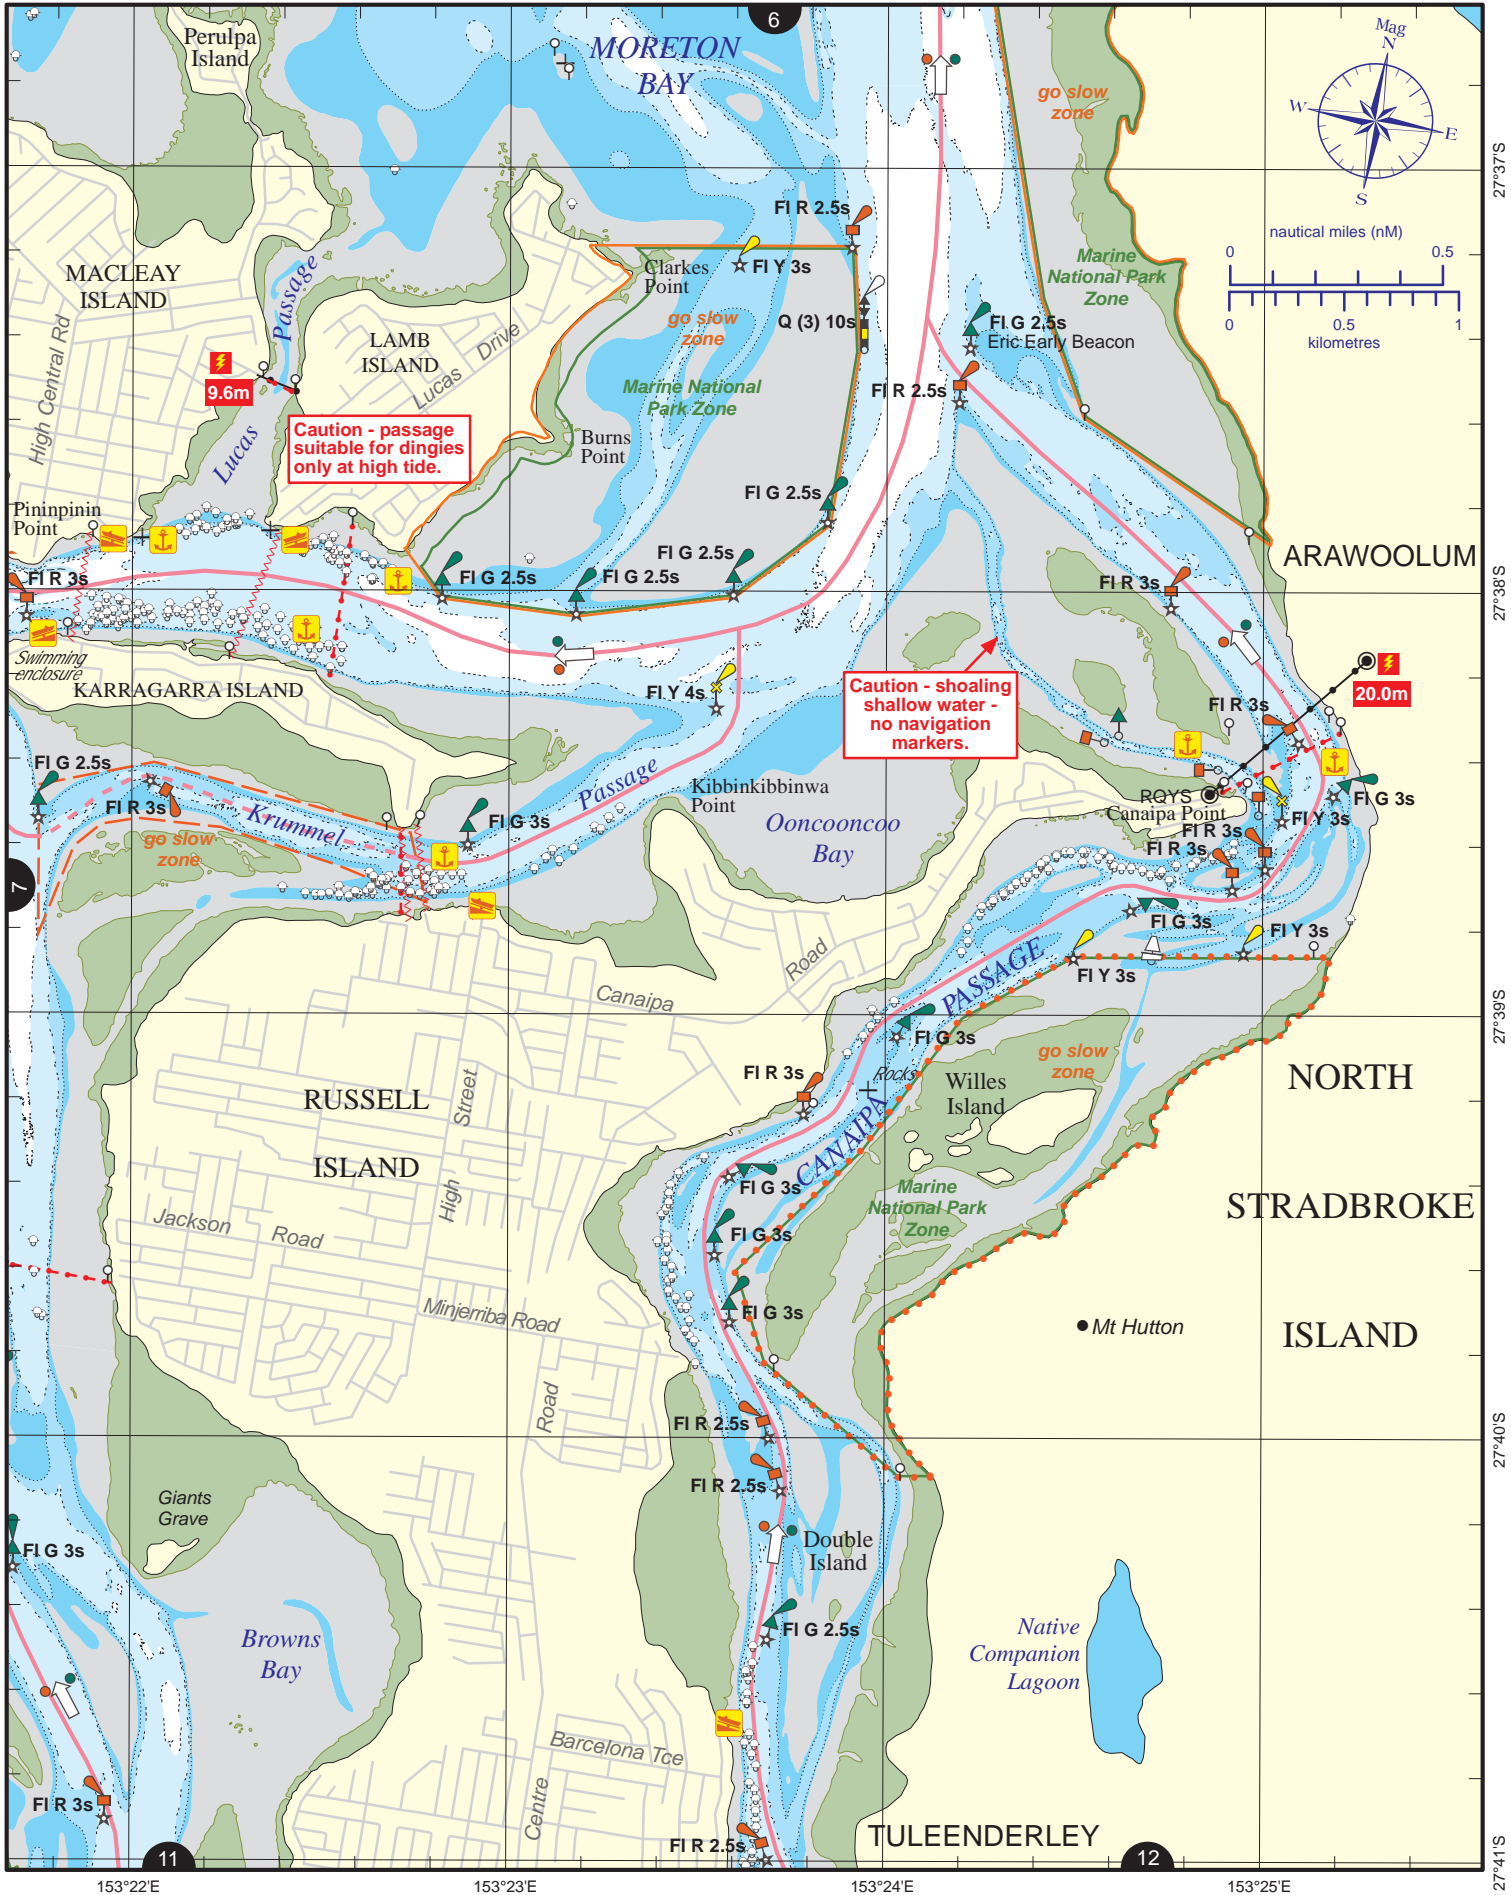 6
Perulpa
Island
MORETON
BAY
go slow
zone
Mag
N
W
E
S
27°37'S
nautical miles (nM)
0
0.5
0
0.5
1
kilometres
Fl R 2.5s
Clarkes
Point
Fl Y 3s
Marine
National Park
Zone
MACLEAY
ISLAND
Passage
High Central Rd
LAMB
ISLAND
Lucas
Drive
go slow
zone
Q (3) 10s
Fl G 2.5s
Eric Early Beacon
Marine National
Park Zone
Fl R 2.5s
9.6m
Caution - passage
suitable for dingies
only at high tide.
Lucas
Burns
Point
Pininpinin
Point
Fl G 2.5s
Fl R 3s
Fl G 2.5s
Fl G 2.5s
Fl G 2.5s
ARAWOOLUM
Fl R 3s
27°38'S
Swimming
enclosure
KARRAGARRA ISLAND
Fl Y 4s
Caution - shoaling
shallow water -
no navigation
markers.
Fl R 3s
20.0m
Fl G 2.5s
Fl R 3s
Krummel
Passage
go slow
zone
Fl G 3s
Kibbinkibbinwa
Point
Ooncooncoo
Bay
RQYS
Canaipa Point
Fl G 3s
Fl R 3s
Fl Y 3s
Fl R 3s
7
Fl G 3s
Fl Y 3s
Fl Y 3s
Road
Canaipa
PASSAGE
Fl G 3s
27°39'S
Fl R 3s
Rocks
go slow
zone
Willes
Island
NORTH
RUSSELL
ISLAND
High
Street
CANAIPA
Fl G 3s
Marine
National Park
Zone
STRADBROKE
Jackson
Road
Fl G 3s
Minjerriba Road
Fl G 3s
Mt Hutton
ISLAND
Road
Fl R 2.5s
27°40'S
Fl R 2.5s
Giants
Grave
Fl G 3s
Double
Island
Browns
Bay
Fl G 2.5s
Native
Companion
Lagoon
Barcelona Tce
Centre
Fl R 3s
Fl R 2.5s
TULEENDERLEY
11
12
27°41'S
153°22'E
153°23'E
153°24'E
153°25'E